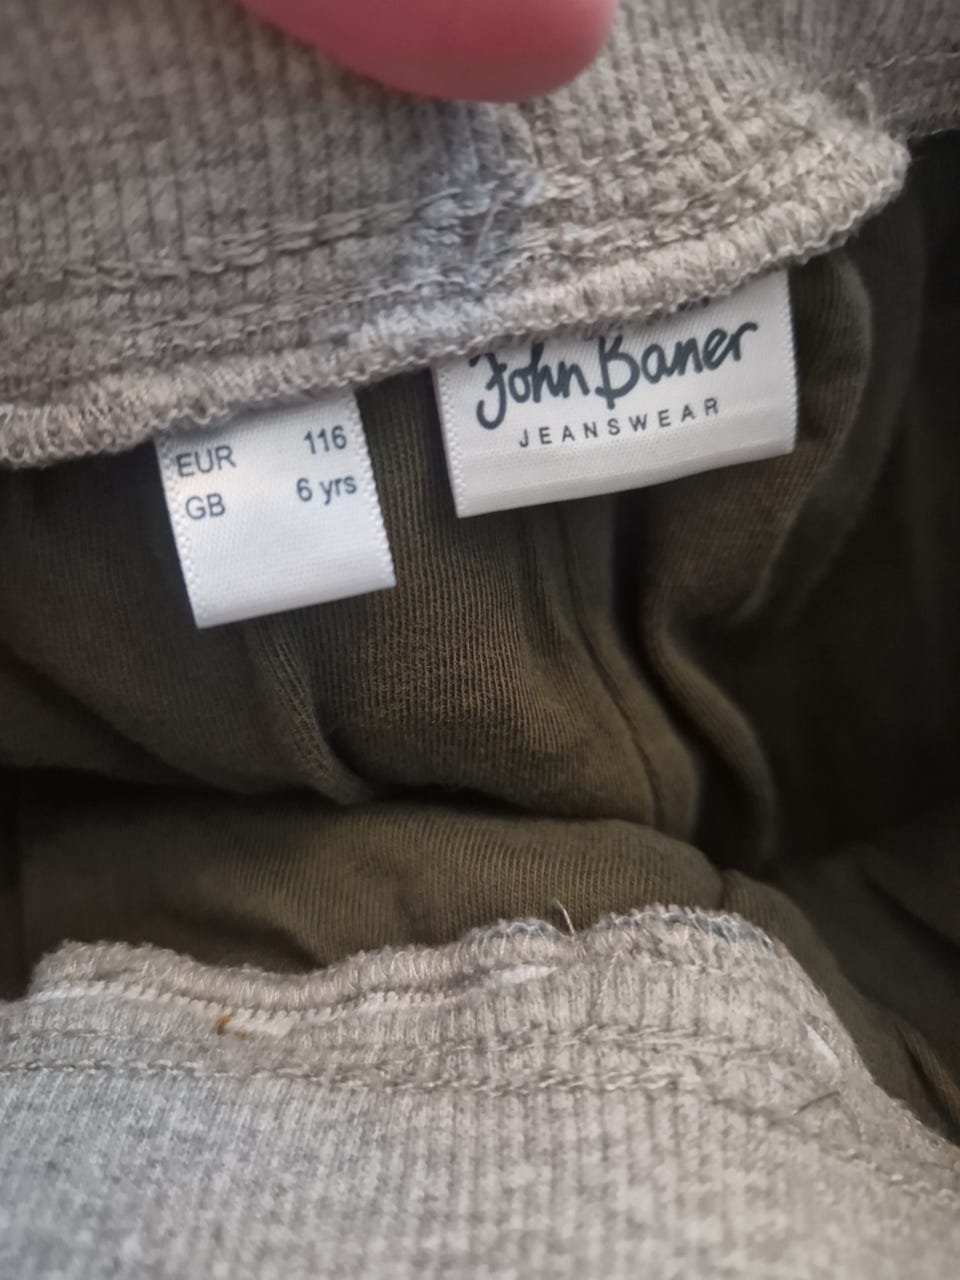 EUR 116
GB 6 yrs
John Baner
JEANSWEAR